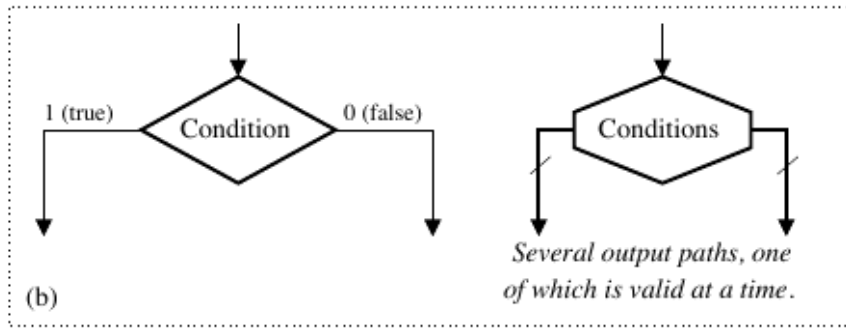 1 (true)
0 (false)
Condition
Conditions
Several output paths, one
of which is valid at a time.
(b)